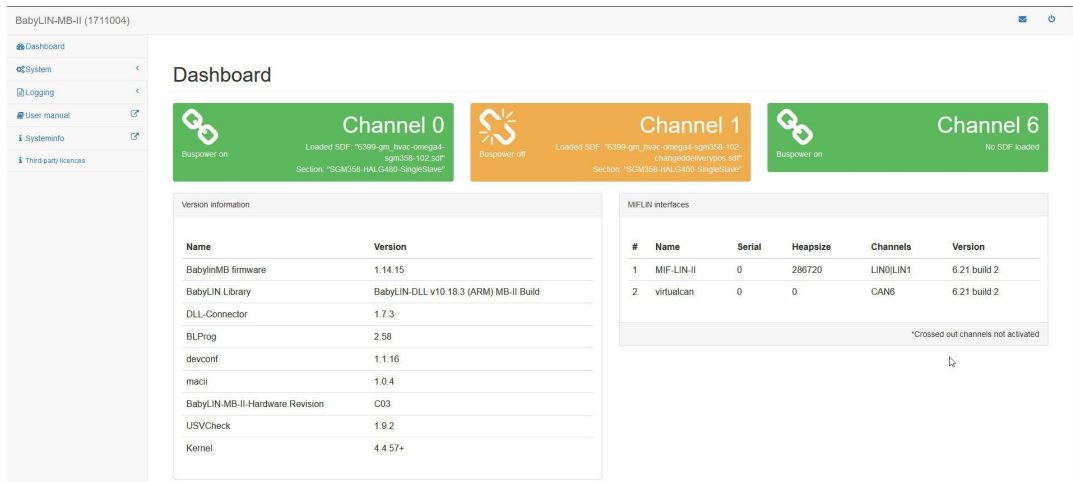 BabyLIN-MB-II (1711004)
Dashboard
System
Logging
User manual
Systeminfo
Third-party licences
Dashboard
Channel 0
Buspower on
Loaded SDF: "6399-gm_hvac-omega4-
sgm358-102.sdf"
Section: "SGM358-HALG480-SingleSlave"
Channel 1
Buspower off
Loaded SDF: "6399-gm_hvac-omega4-sgm358-102-
changeddeliverypos.sdf"
Section: "SGM358-HALG480-SingleSlave"
Channel 6
Buspower on
No SDF loaded
Version information
Name Version
BabylinMB firmware 1.14.15
BabyLIN Library BabyLIN-DLL v10.18.3 (ARM) MB-II Build
DLL-Connector 1.7.3
BLProg 2.58
devconf 1.1.16
macii 1.0.4
BabyLIN-MB-II-Hardware Revision C03
USVCheck 1.9.2
Kernel 4.4.57+
MIFLIN interfaces
# Name Serial Heapsize Channels Version
1 MIF-LIN-II 0 286720 LIN0|LIN1 6.21 build 2
2 virtualcan 0 0 CAN6 6.21 build 2
*Crossed out channels not activated